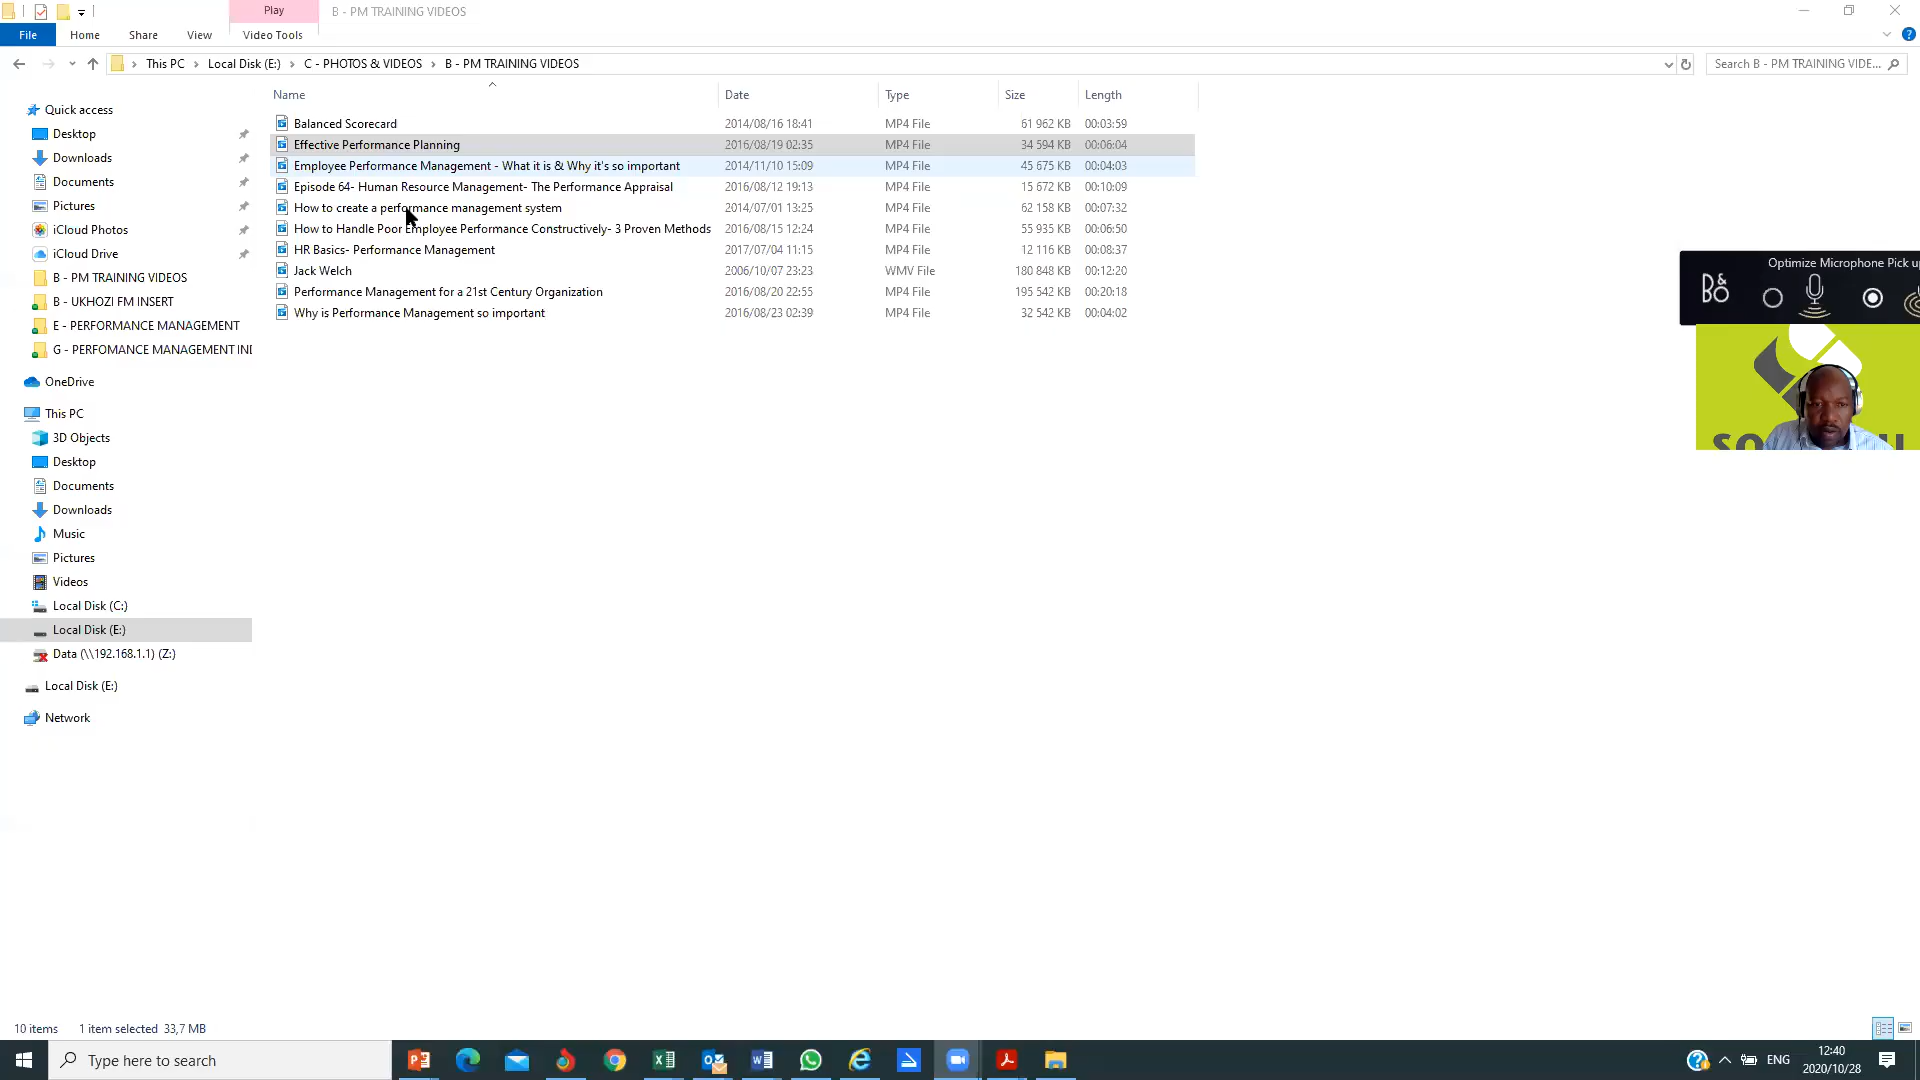 Play
B - PM TRAINING VIDEOS
File
Home
Share
View
Video Tools
This PC
Local Disk (E:)
C - PHOTOS & VIDEOS
B - PM TRAINING VIDEOS
Search B - PM TRAINING VIDE...
Name
Date
Type
Size
Length
Balanced Scorecard 2014/08/16 18:41 MP4 File 61 962 KB 00:03:59
Effective Performance Planning 2016/08/19 02:35 MP4 File 34 594 KB 00:06:04
Employee Performance Management - What it is & Why it's so important 2014/11/10 15:09 MP4 File 45 675 KB 00:04:03
Episode 64- Human Resource Management- The Performance Appraisal 2016/08/12 19:13 MP4 File 15 672 KB 00:10:09
How to create a performance management system 2014/07/01 13:25 MP4 File 62 158 KB 00:07:32
How to Handle Poor Employee Performance Constructively- 3 Proven Methods 2016/08/15 12:24 MP4 File 55 935 KB 00:06:50
HR Basics- Performance Management 2017/07/04 11:15 MP4 File 12 116 KB 00:08:37
Jack Welch 2006/10/07 23:23 WMV File 180 848 KB 00:12:20
Performance Management for a 21st Century Organization 2016/08/20 22:55 MP4 File 195 542 KB 00:20:18
Why is Performance Management so important 2016/08/23 02:39 MP4 File 32 542 KB 00:04:02
Quick access
Desktop
Downloads
Documents
Pictures
iCloud Photos
iCloud Drive
B - PM TRAINING VIDEOS
B - UKHOZI FM INSERT
E - PERFORMANCE MANAGEMENT
G - PERFOMANCE MANAGEMENT INI
OneDrive
This PC
3D Objects
Desktop
Documents
Downloads
Music
Pictures
Videos
Local Disk (C:)
Local Disk (E:)
Data (\\192.168.1.1) (Z:)
Local Disk (E:)
Network
Optimize Microphone Pick u
B&O
10 items 1 item selected 33,7 MB
Type here to search
ENG
12:40
2020/10/28